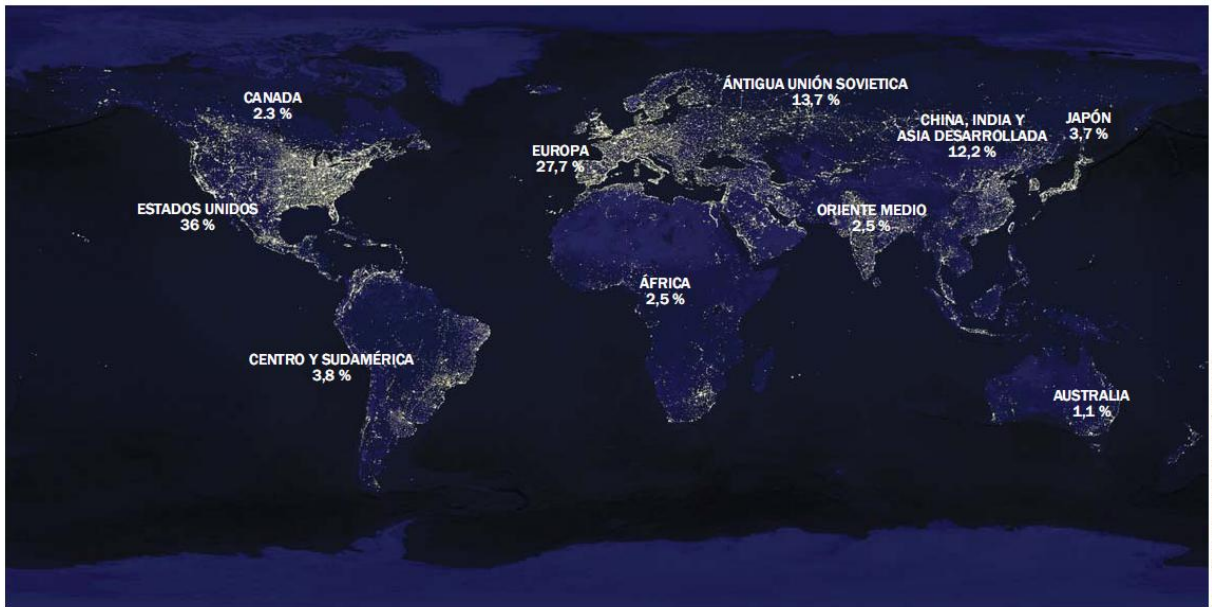 CANADA
2.3 %
ÁNTIGUA UNIÓN SOVIETICA
13,7 %
CHINA, INDIA Y
ASIA DESARROLLADA
12,2 %
JAPÓN
3,7 %
EUROPA
27,7 %
ESTADOS UNIDOS
36 %
ORIENTE MEDIO
2,5 %
ÁFRICA
2,5 %
CENTRO Y SUDAMÉRICA
3,8 %
AUSTRALIA
1,1 %